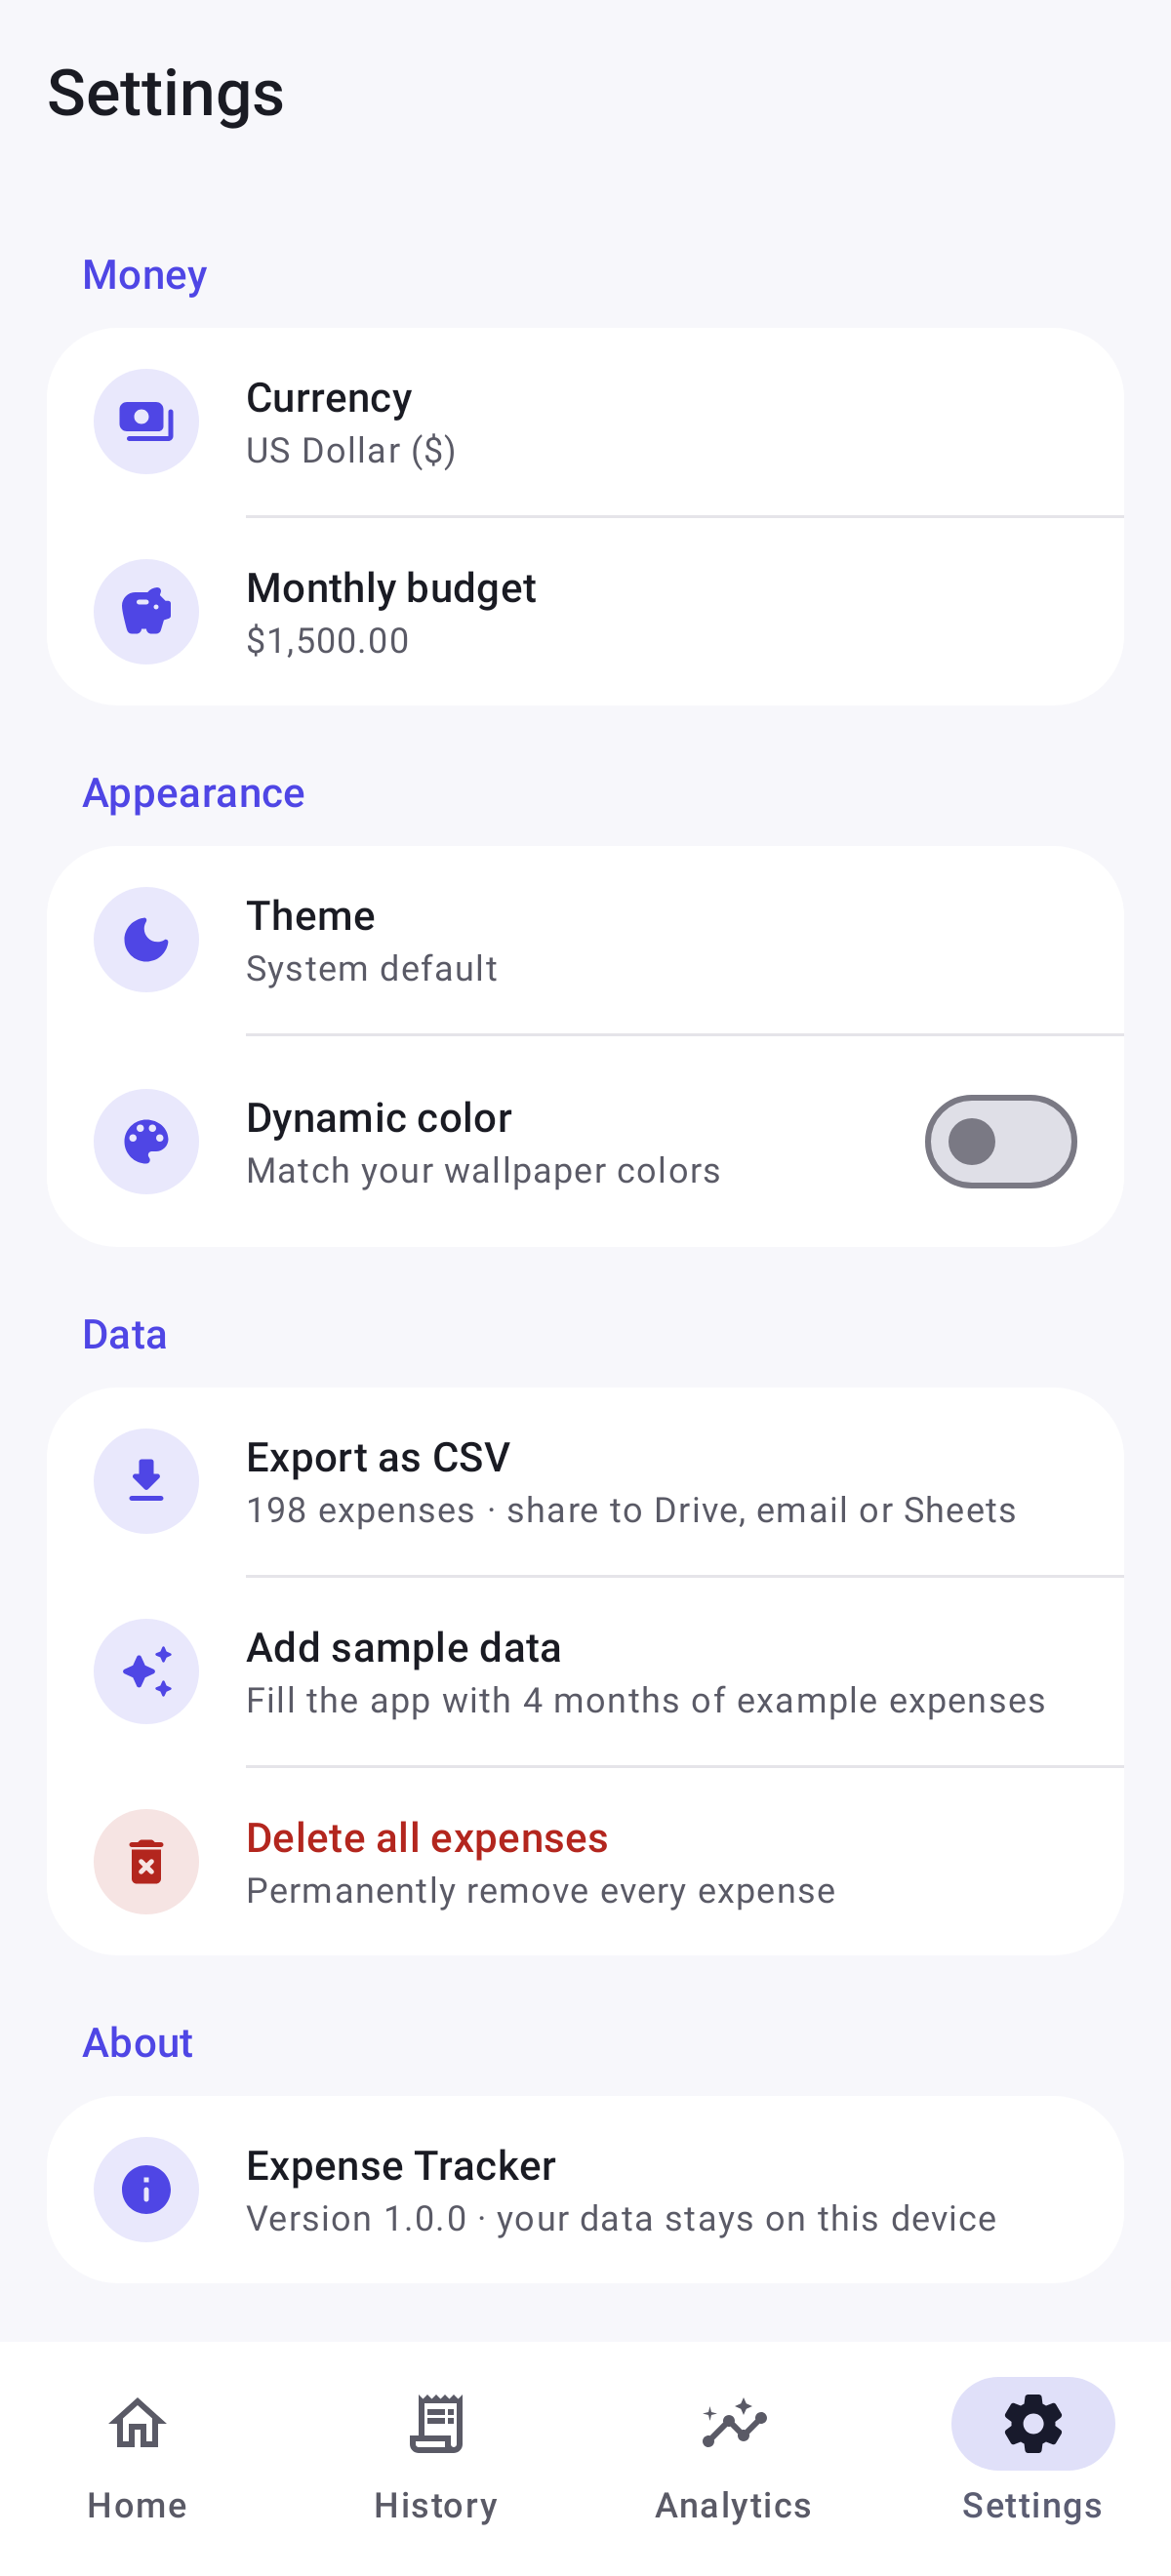 Settings
Money
Currency
US Dollar ($)
Monthly budget
$1,500.00
Appearance
Theme
System default
Dynamic color
Match your wallpaper colors
Data
Export as CSV
198 expenses · share to Drive, email or Sheets
Add sample data
Fill the app with 4 months of example expenses
Delete all expenses
Permanently remove every expense
About
Expense Tracker
Version 1.0.0 · your data stays on this device
Home
History
Analytics
Settings